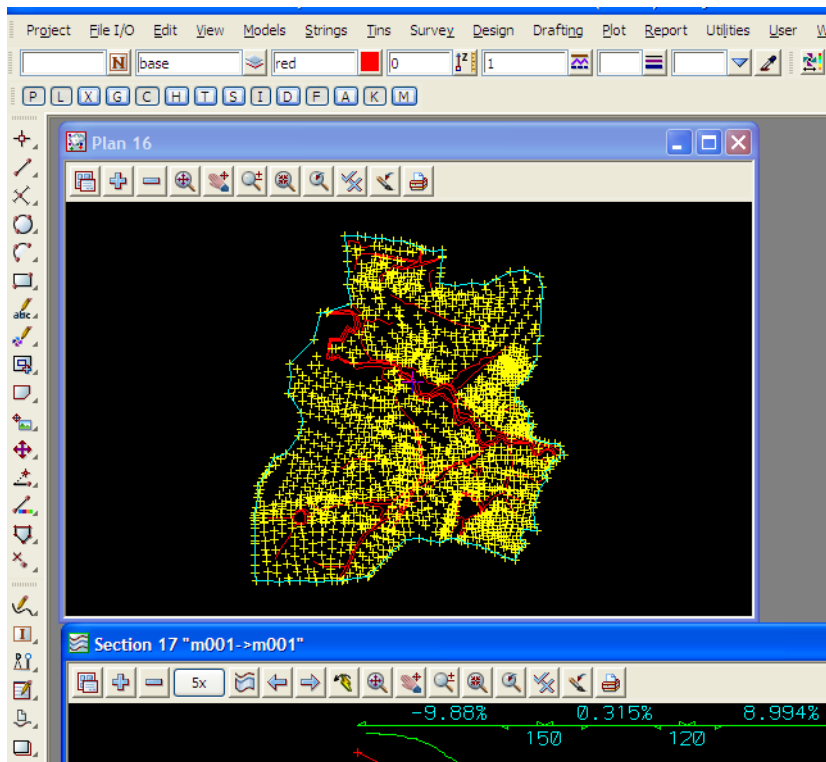 Project File I/O Edit View Models Strings Tins Survey Design Drafting Plot Report Utilities User W
N base red 0 z 1
P L X G C H T S I D F A K M
Plan 16
abc
Section 17 "m001->m001"
I
5x
-9.88% 0.315% 8.994%
150 120